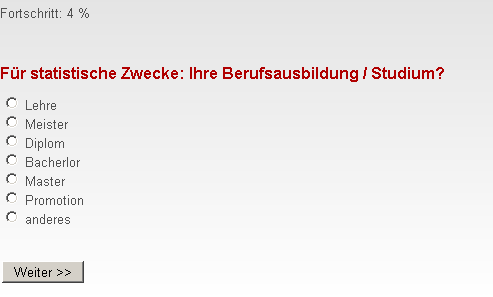 Fortschritt: 4 %
Für statistische Zwecke: Ihre Berufsausbildung / Studium?
Lehre
Meister
Diplom
Bacherlor
Master
Promotion
anderes
Weiter >>